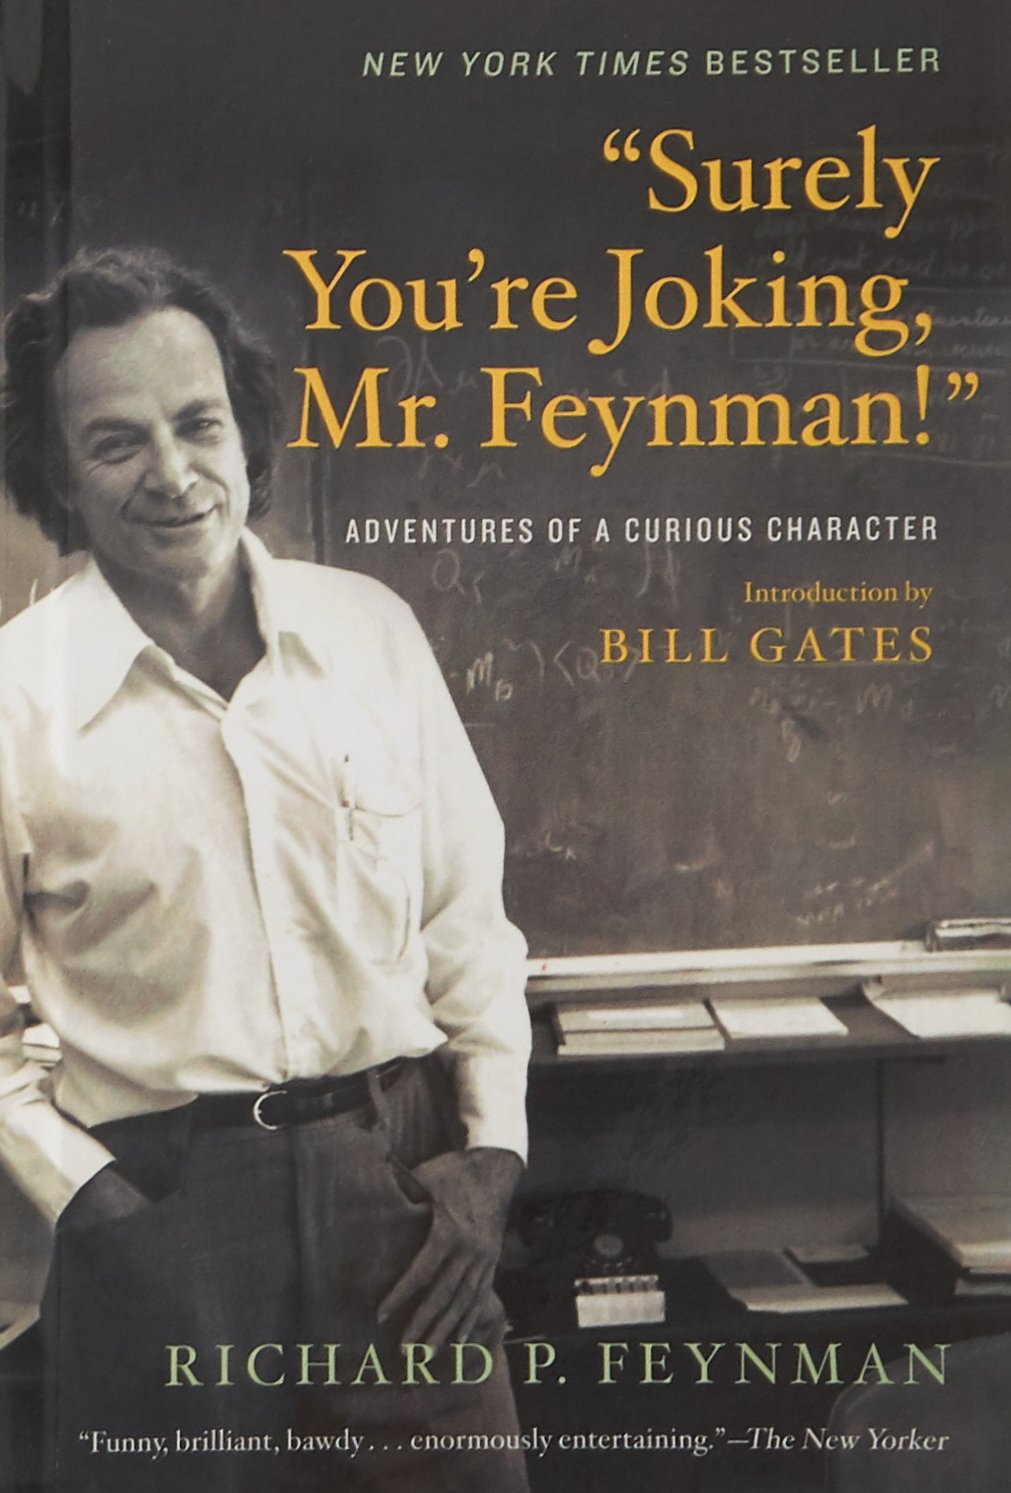 NEW YORK TIMES BESTSELLER
“Surely
You’re Joking,
Mr. Feynman!”
ADVENTURES OF A CURIOUS CHARACTER
Introduction by
BILL GATES
RICHARD P. FEYNMAN
“Funny, brilliant, bawdy . . . enormously entertaining.”—The New Yorker